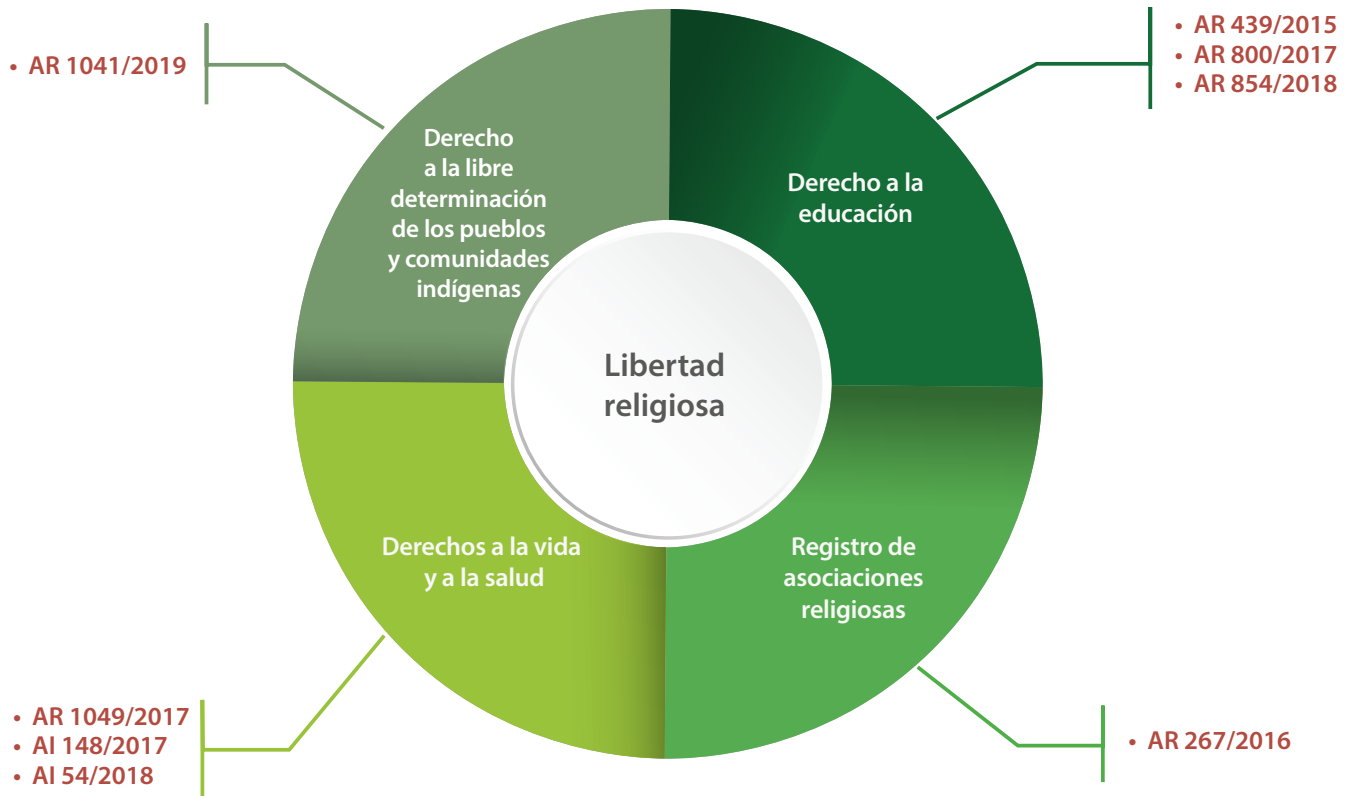 • AR 1041/2019
• AR 439/2015
• AR 800/2017
• AR 854/2018
Derecho
a la libre
determinación
de los pueblos
y comunidades
indígenas
Derecho a la
educación
Libertad
religiosa
Derechos a la vida
y a la salud
Registro de
asociaciones
religiosas
• AR 1049/2017
• AI 148/2017
• AI 54/2018
• AR 267/2016